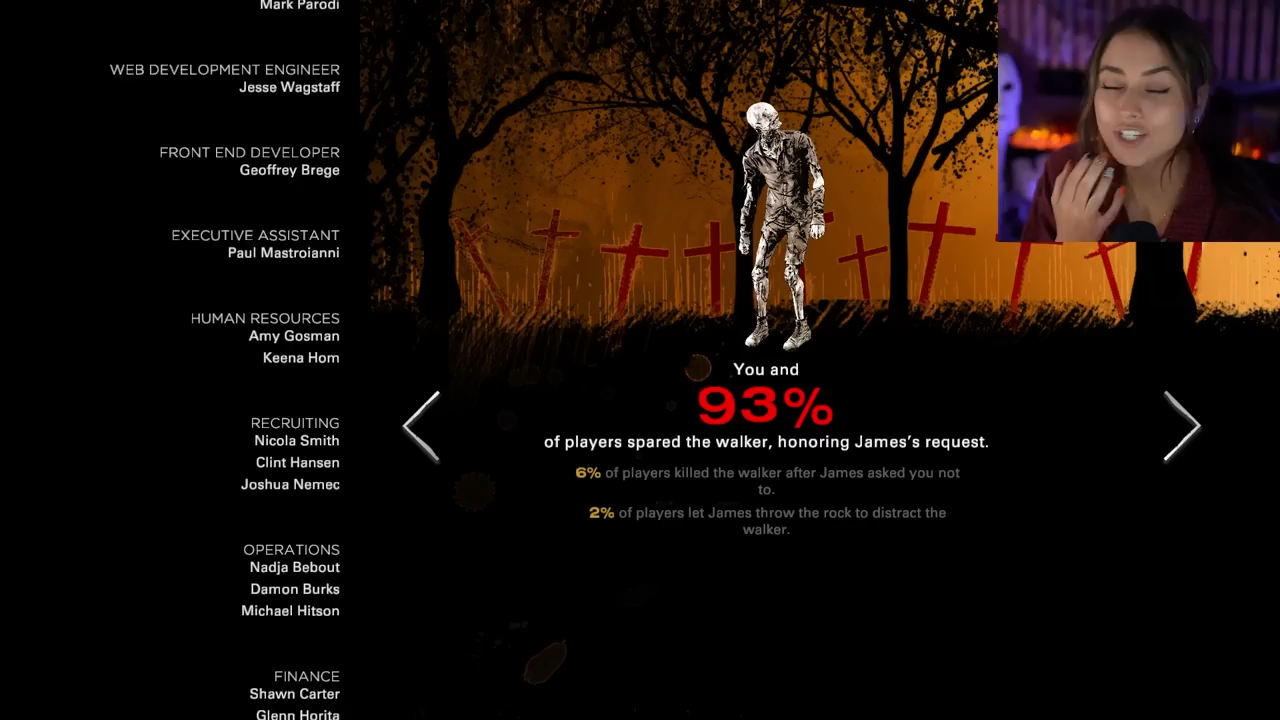 Mark Parodi
WEB DEVELOPMENT ENGINEER
Jesse Wagstaff
FRONT END DEVELOPER
Geoffrey Brege
EXECUTIVE ASSISTANT
Paul Mastroianni
HUMAN RESOURCES
Amy Gosman
Keena Hom
RECRUITING
Nicola Smith
Clint Hansen
Joshua Nemec
OPERATIONS
Nadja Bebout
Damon Burks
Michael Hitson
FINANCE
Shawn Carter
Glenn Horita
You and
93%
of players spared the walker, honoring James's request.
6% of players killed the walker after James asked you not
to.
2% of players let James throw the rock to distract the
walker.